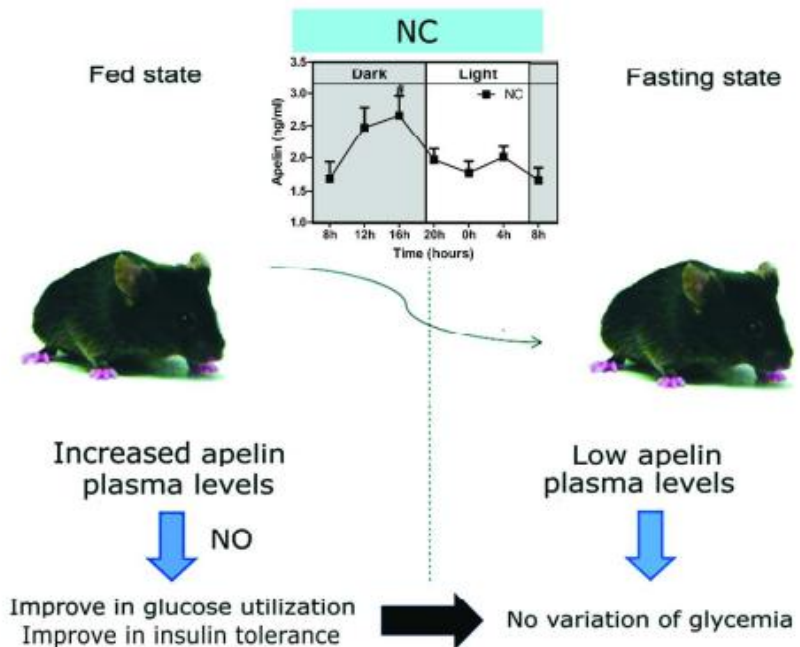 NC
Fed state
Fasting state
Dark
Light
NC
#
Apelin (ng/ml)
3.5
3.0
2.5
2.0
1.5
1.0
8h 12h 16h 20h 0h 4h 8h
Time (hours)
Increased apelin
plasma levels
Low apelin
plasma levels
NO
Improve in glucose utilization
Improve in insulin tolerance
No variation of glycemia